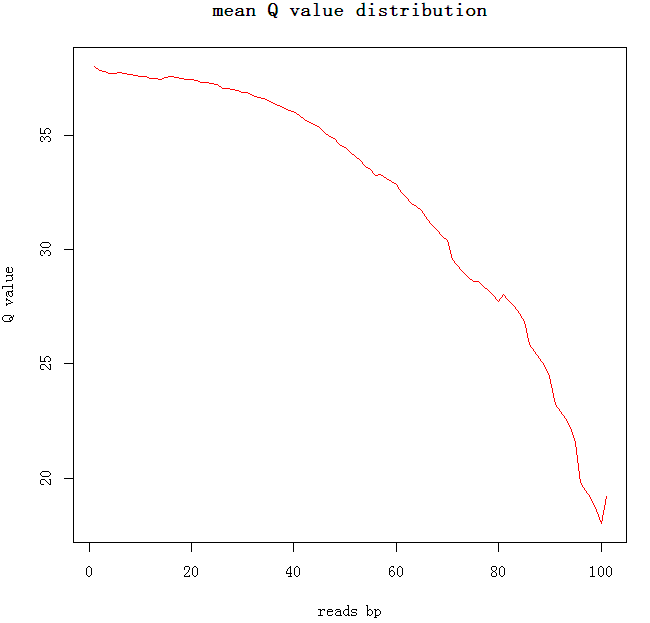 mean Q value distribution
35
30
25
20
Q value
0 20 40 60 80 100
reads bp